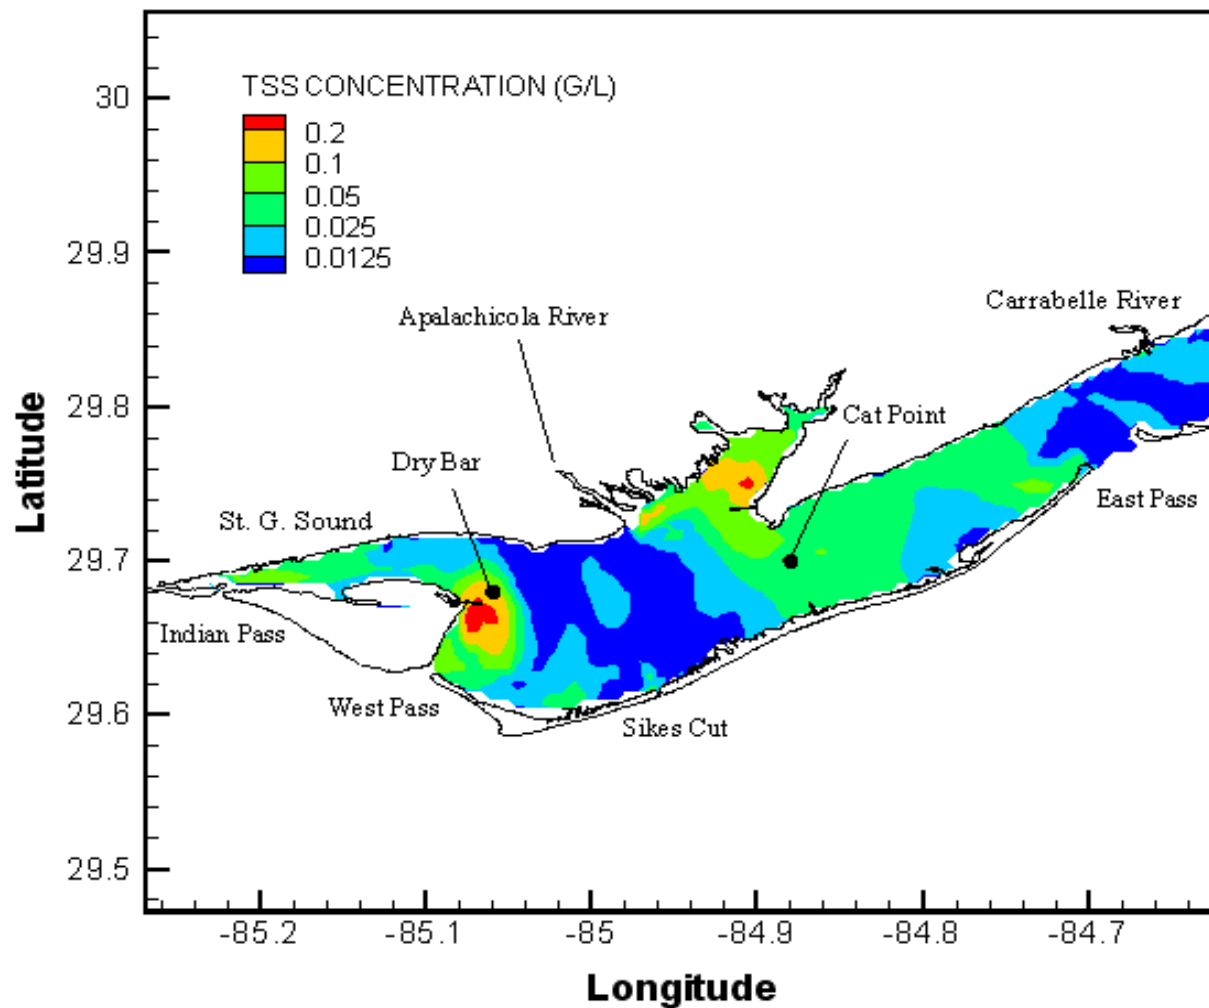 TSS CONCENTRATION (G/L)
0.2
0.1
0.05
0.025
0.0125
30
29.9
29.8
29.7
29.6
29.5
Latitude
Carrabelle River
Apalachicola River
Cat Point
Dry Bar
East Pass
St. G. Sound
Indian Pass
West Pass
Sikes Cut
-85.2
-85.1
-85
-84.9
-84.8
-84.7
Longitude